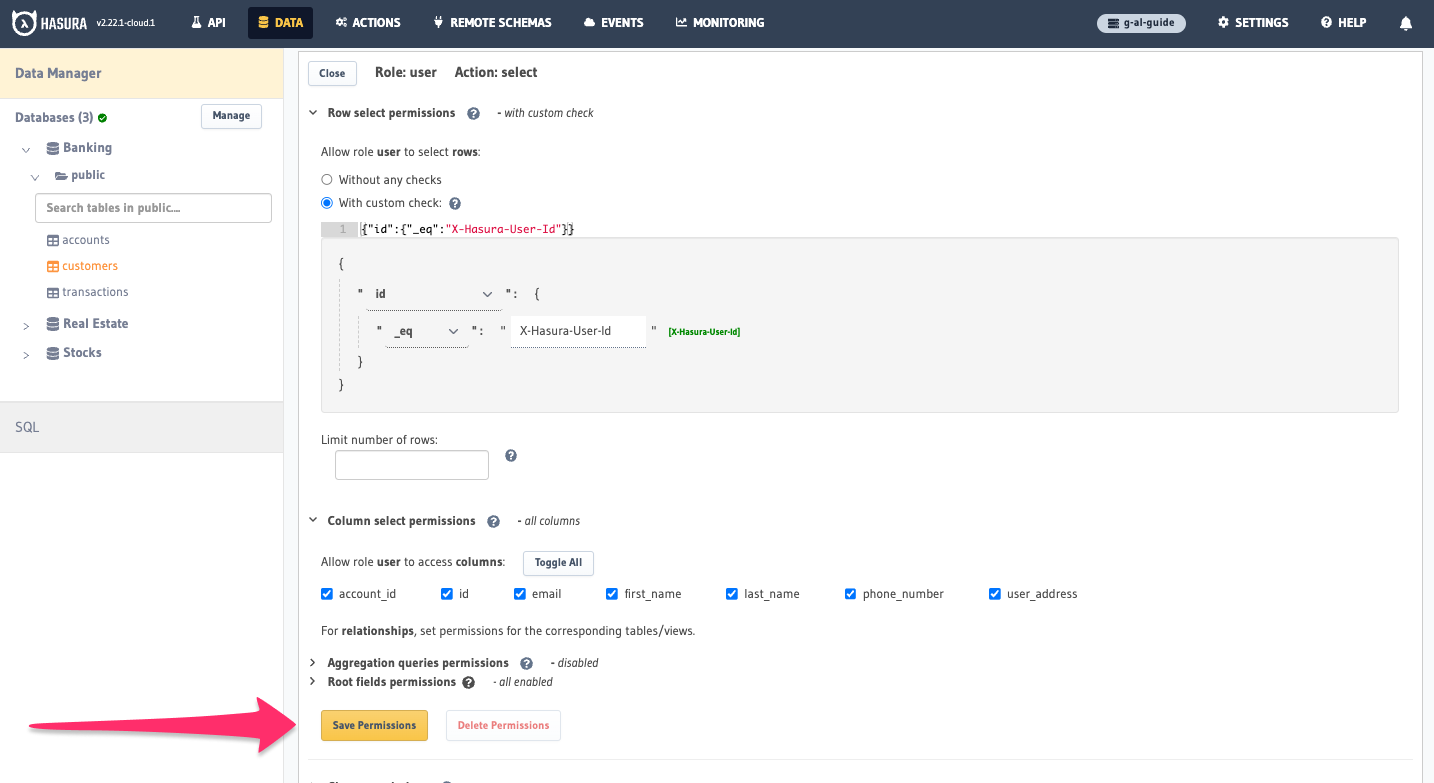 HASURA v2.22.1-cloud.1 API DATA ACTIONS REMOTE SCHEMAS EVENTS MONITORING g-al-guide SETTINGS HELP
Data Manager
Databases (3)
Manage
Banking
public
Search tables in public....
accounts
customers
transactions
Real Estate
Stocks
SQL
Close Role: user Action: select
Row select permissions ? - with custom check
Allow role user to select rows:
Without any checks
With custom check: ?
1 {"id":{"_eq":"X-Hasura-User-Id"}}
{
" id ": {
" _eq ": " X-Hasura-User-Id " [X-Hasura-User-Id]
}
}
Limit number of rows:
?
Column select permissions ? - all columns
Allow role user to access columns: Toggle All
account_id id email first_name last_name phone_number user_address
For relationships, set permissions for the corresponding tables/views.
Aggregation queries permissions ? - disabled
Root fields permissions ? - all enabled
Save Permissions Delete Permissions